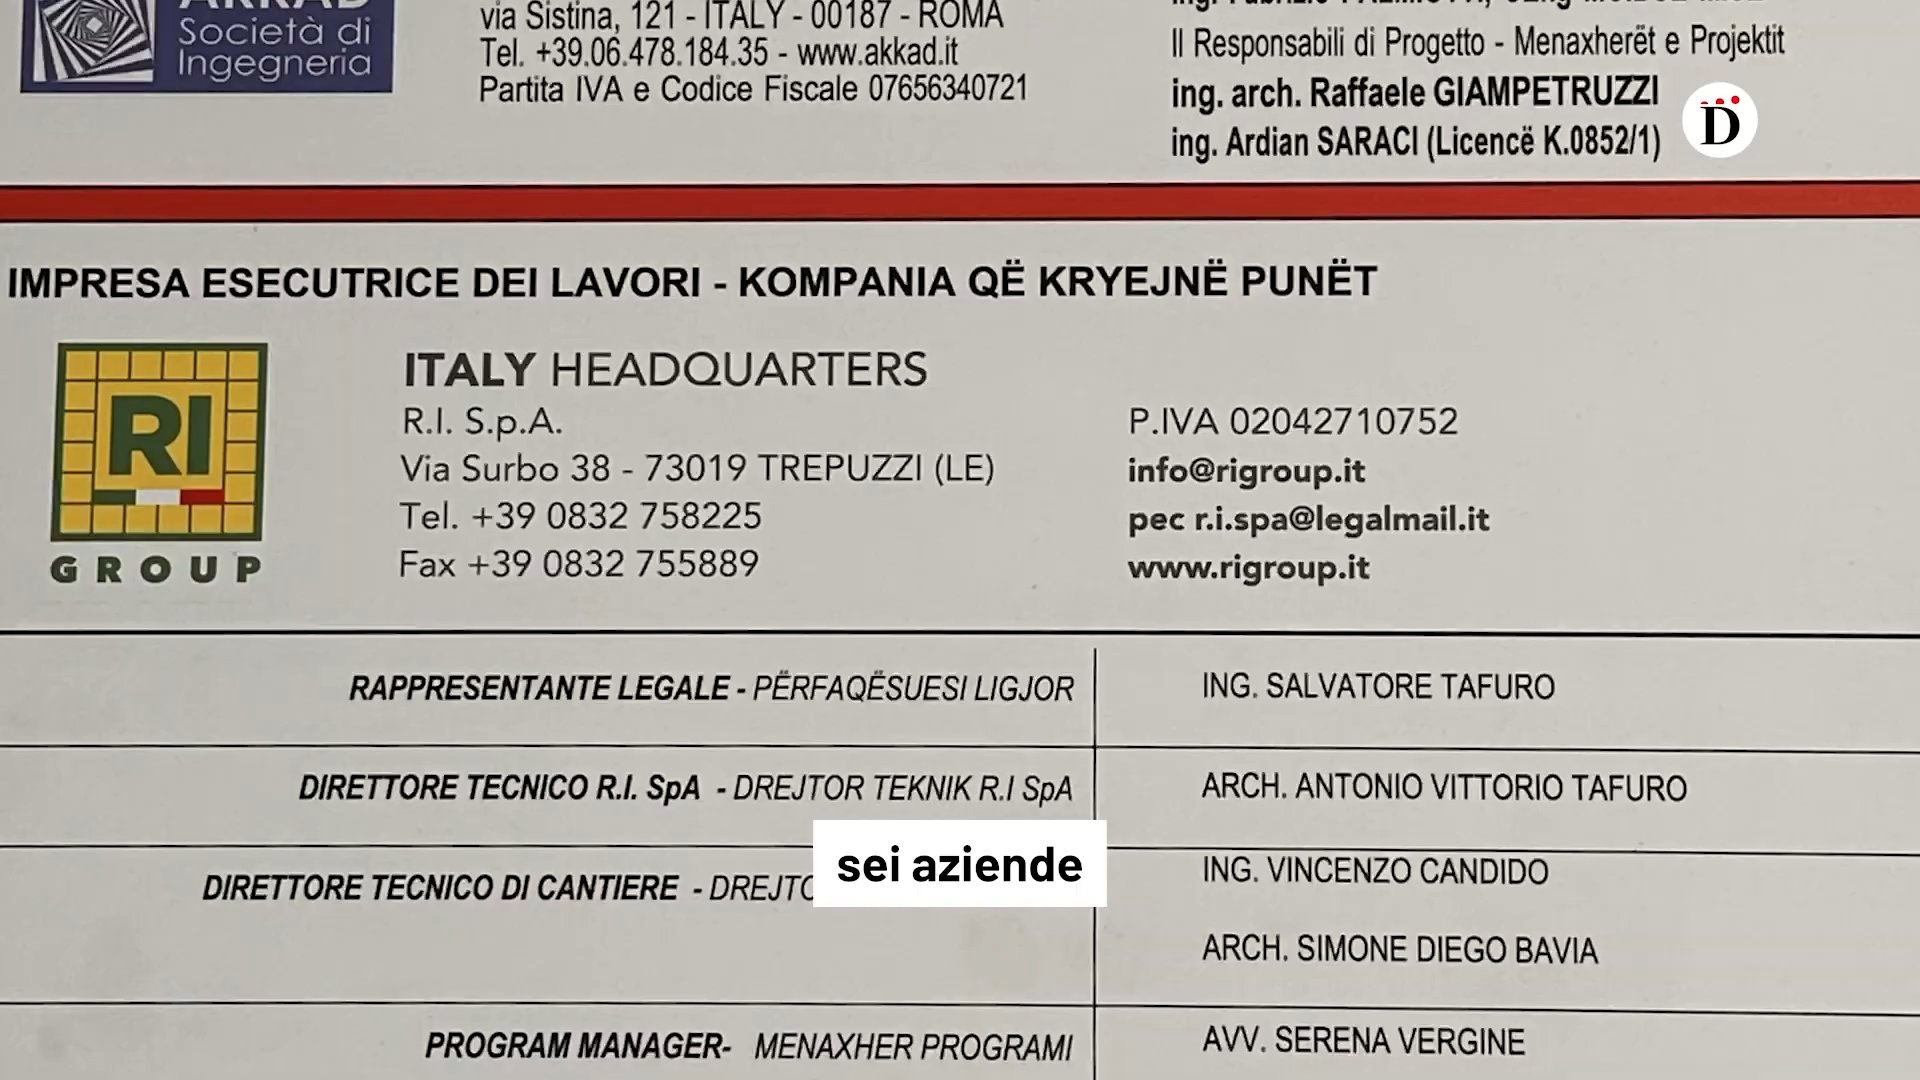 Società di
Ingegneria
via Sistina, 121 - ITALY - 00187 - ROMA
Tel. +39.06.478.184.35 - www.akkad.it
Partita IVA e Codice Fiscale 07656340721
Il Responsabili di Progetto - Menaxherët e Projektit
ing. arch. Raffaele GIAMPETRUZZI
ing. Ardian SARACI (Licencë K.0852/1)
D
IMPRESA ESECUTRICE DEI LAVORI - KOMPANIA QË KRYEJNË PUNËT
RI
GROUP
ITALY HEADQUARTERS
R.I. S.p.A.
Via Surbo 38 - 73019 TREPUZZI (LE)
Tel. +39 0832 758225
Fax +39 0832 755889
P.IVA 02042710752
info@rigroup.it
pec r.i.spa@legalmail.it
www.rigroup.it
RAPPRESENTANTE LEGALE - PËRFAQËSUESI LIGJOR
ING. SALVATORE TAFURO
DIRETTORE TECNICO R.I. SpA - DREJTOR TEKNIK R.I SpA
ARCH. ANTONIO VITTORIO TAFURO
sei aziende
DIRETTORE TECNICO DI CANTIERE -
ING. VINCENZO CANDIDO
ARCH. SIMONE DIEGO BAVIA
PROGRAM MANAGER- MENAXHER PROGRAMI
AVV. SERENA VERGINE